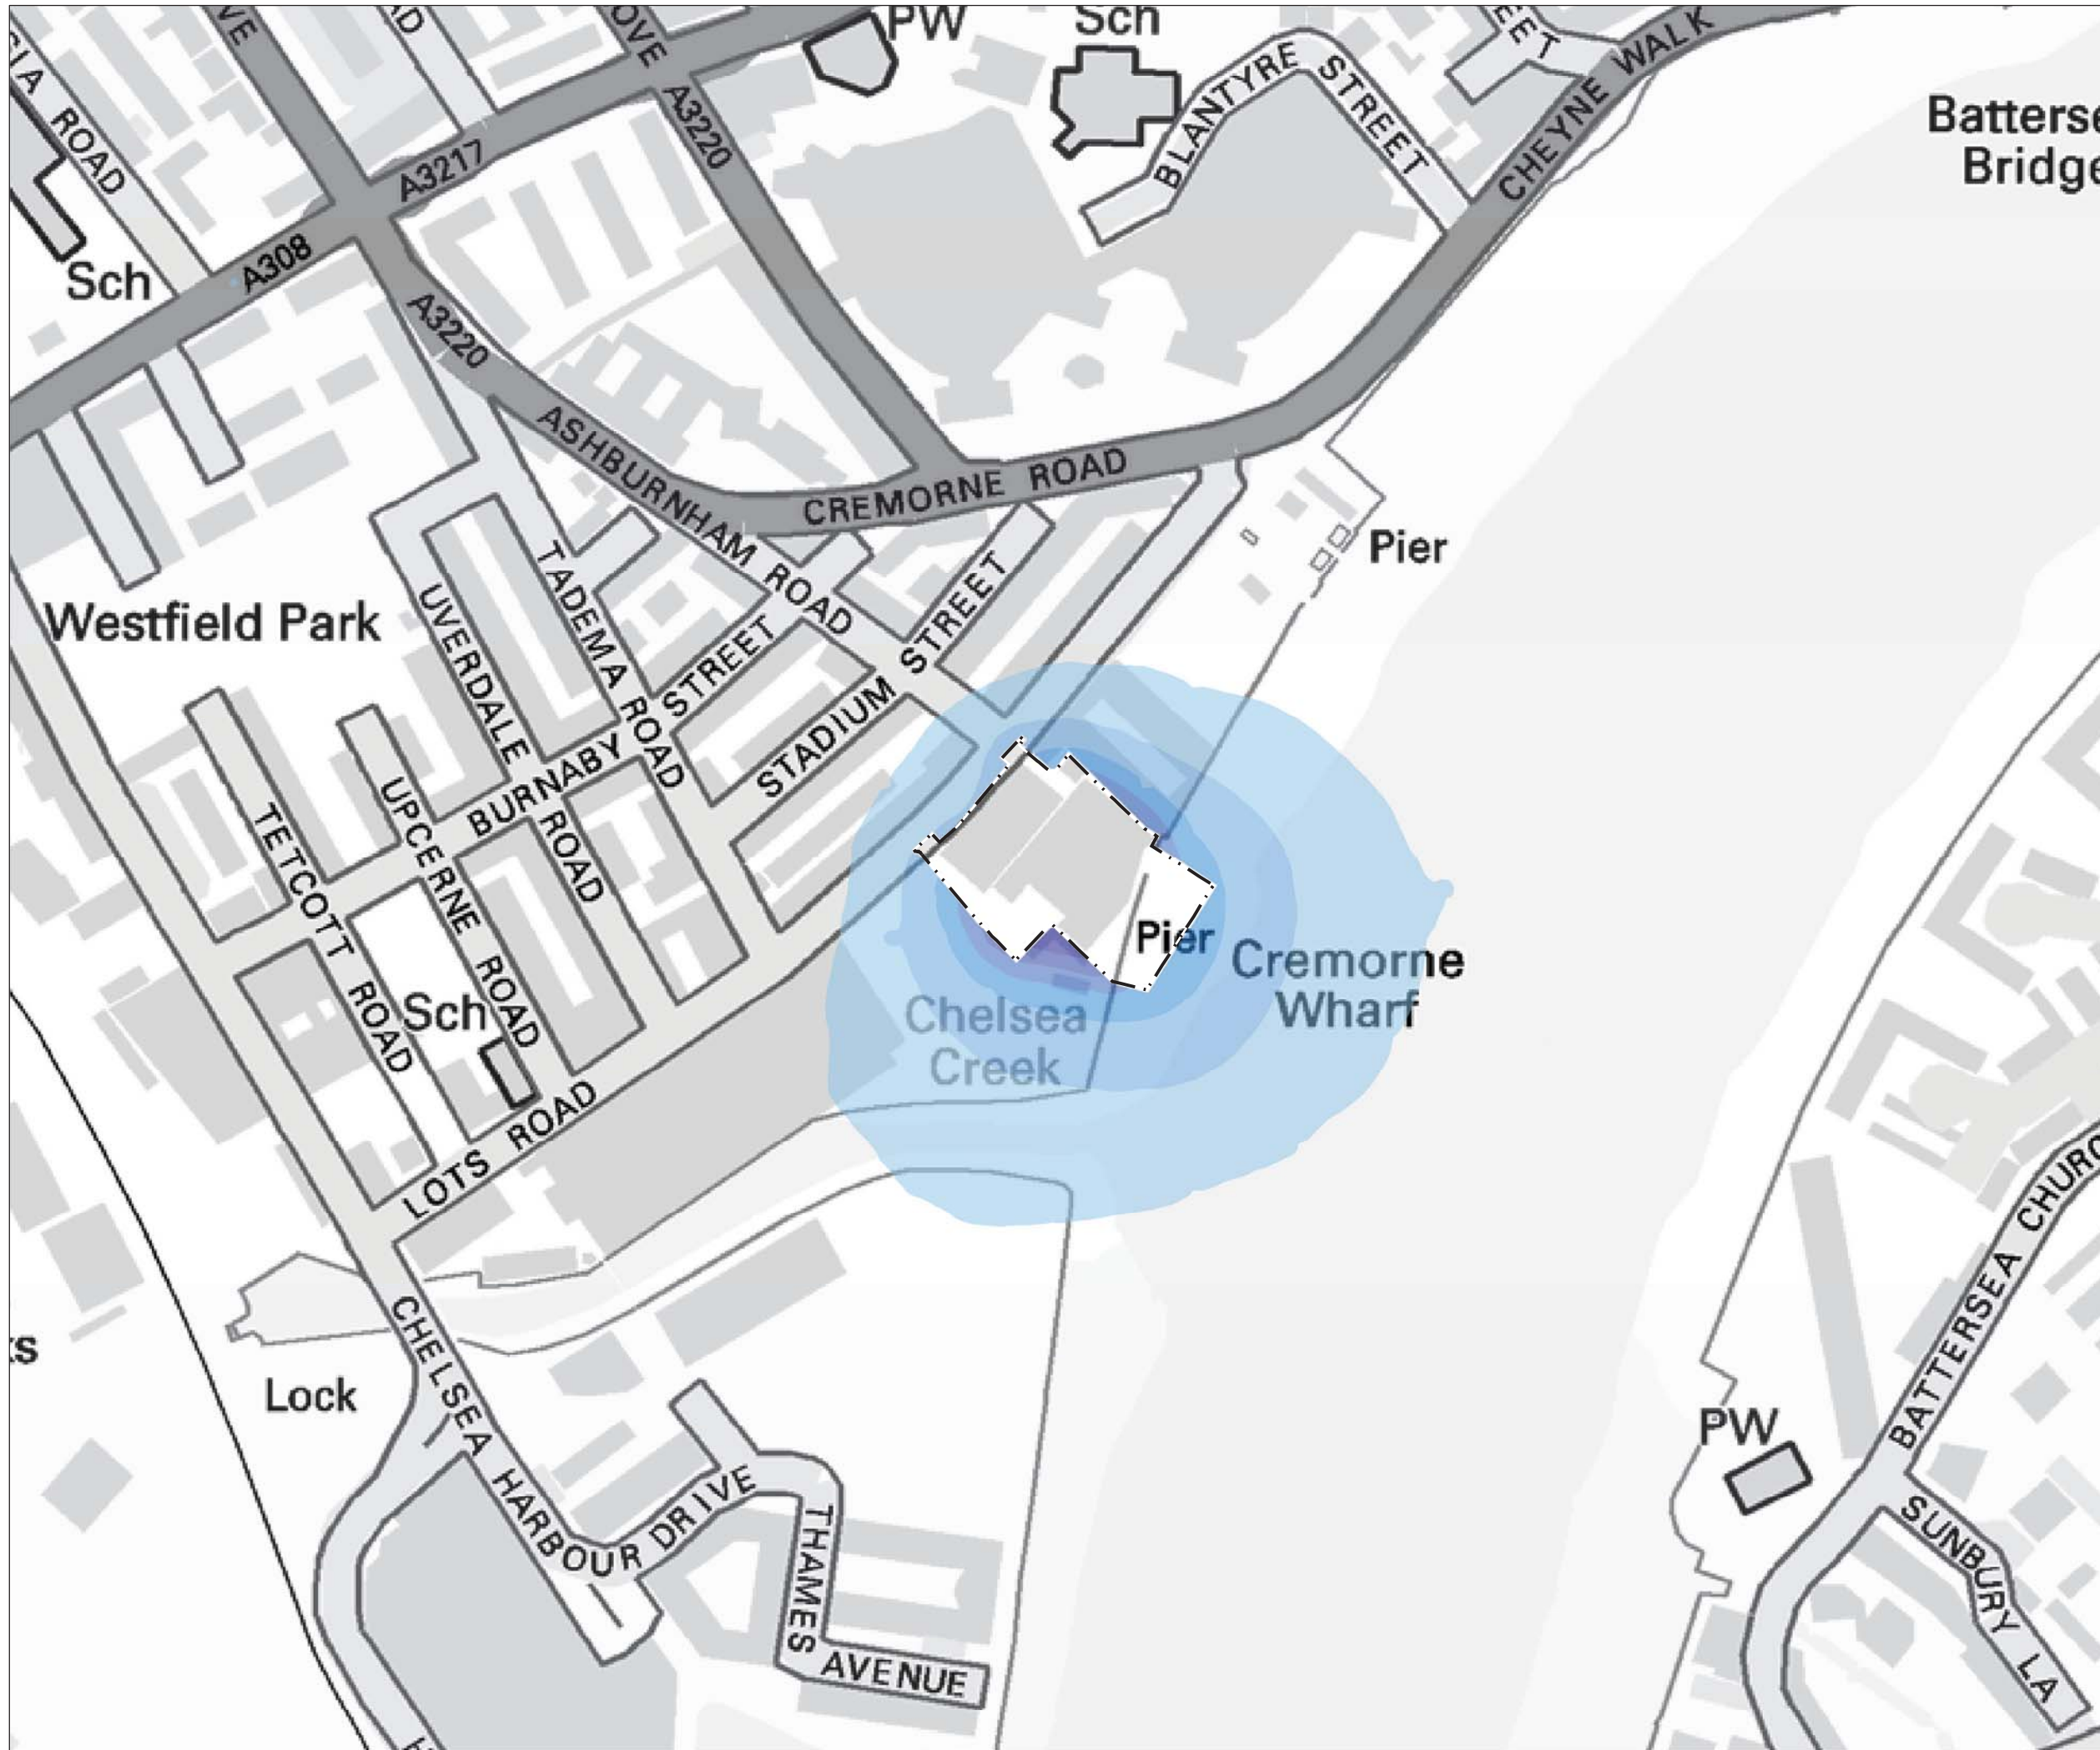 PW
Sch
EET
CHEYNE WALK
BLANTYRE STREET
Battersea
Bridge
ROAD
A3217
A3220
A308
Sch
A3220
ASHBURNHAM ROAD
CREMORNE ROAD
Pier
Westfield Park
UVERDALE ROAD
TADEMA ROAD
BURNABY STREET
STADIUM STREET
TETCOTT ROAD
UPCERNE ROAD
Sch
LOTS ROAD
Pier
Cremorne
Wharf
Chelsea
Creek
Lock
CHELSEA HARBOUR DRIVE
THAMES
AVENUE
PW
BATTERSEA CHURC
SUNBURY LA